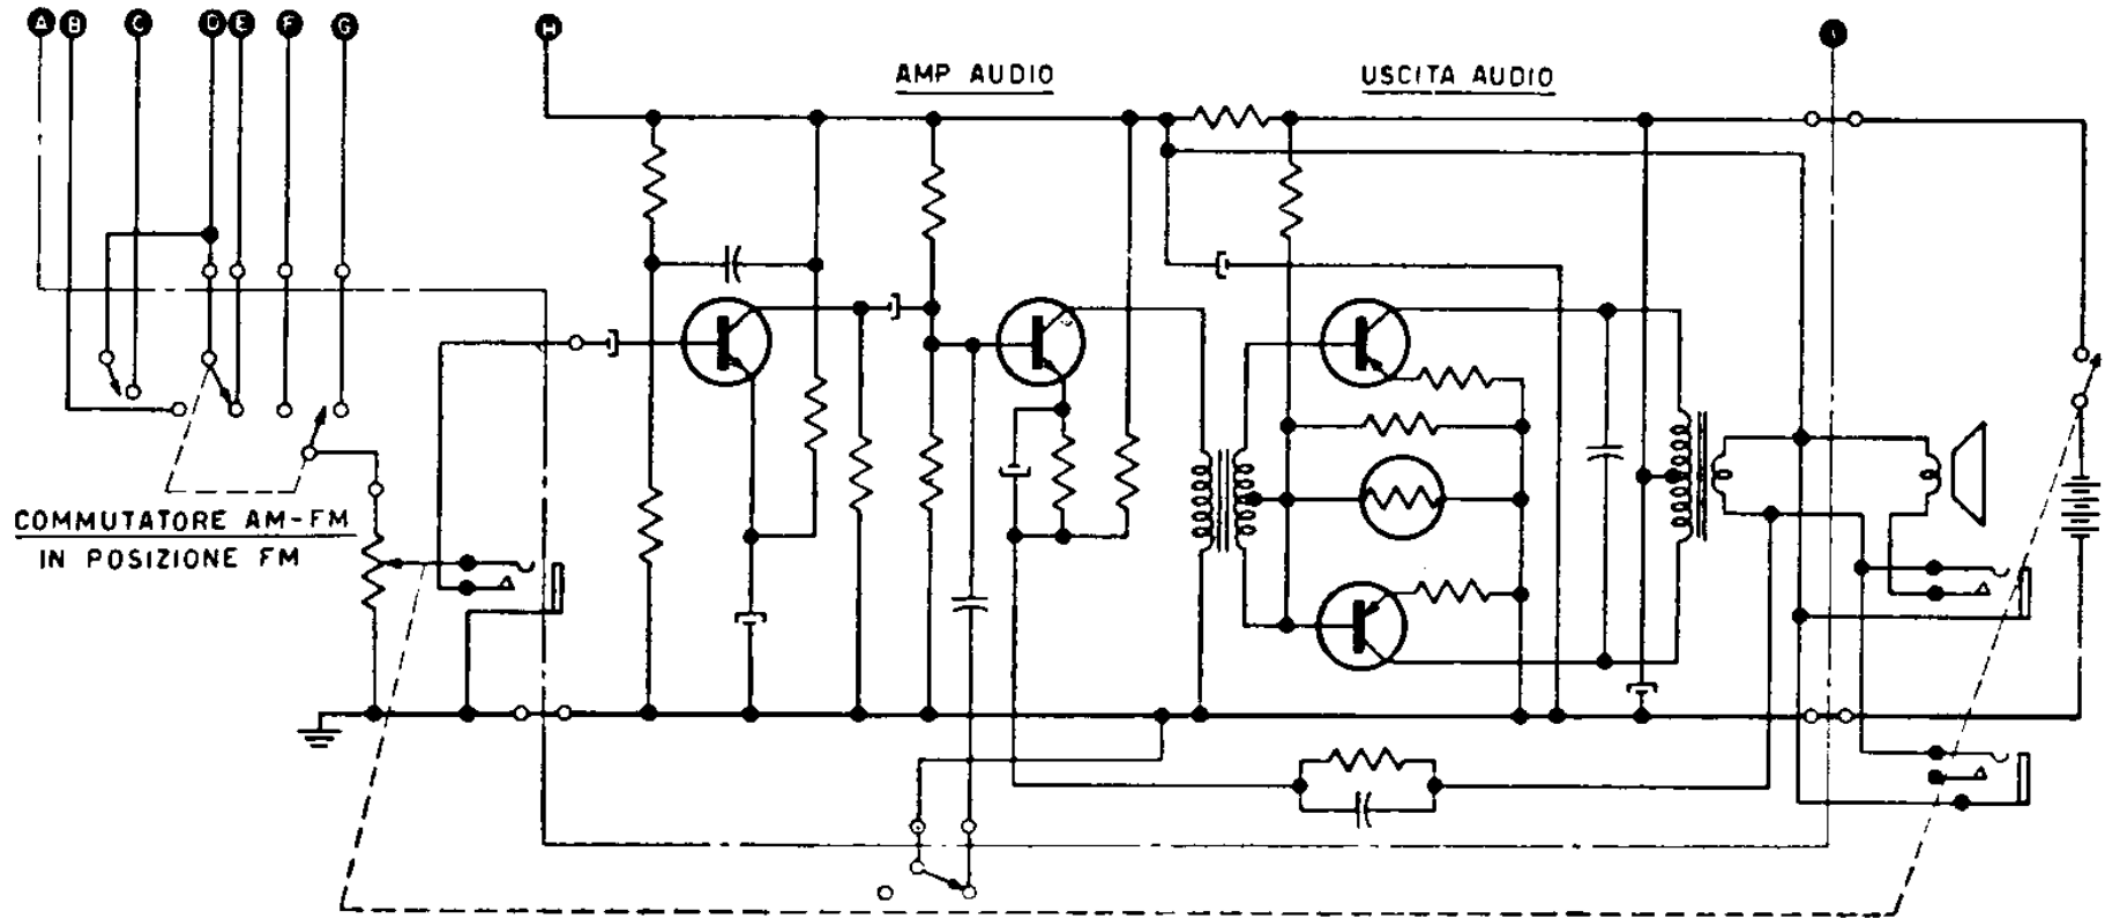 A B C D E F G H
AMP AUDIO
USCITA AUDIO
COMMUTATORE AM-FM
IN POSIZIONE FM